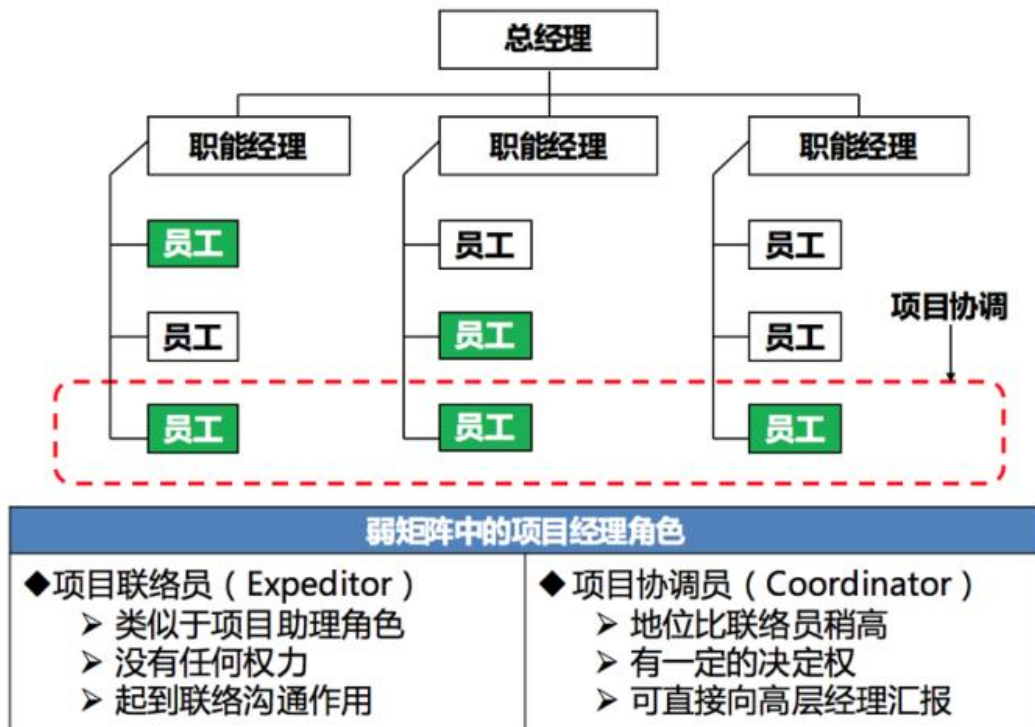 总经理
职能经理 职能经理 职能经理
员工 员工 员工
项目协调
员工 员工 员工
员工 员工 员工
弱矩阵中的项目经理角色
◆项目联络员（Expeditor）
➢ 类似于项目助理角色
➢ 没有任何权力
➢ 起到联络沟通作用
◆项目协调员（Coordinator）
➢ 地位比联络员稍高
➢ 有一定的决定权
➢ 可直接向高层经理汇报